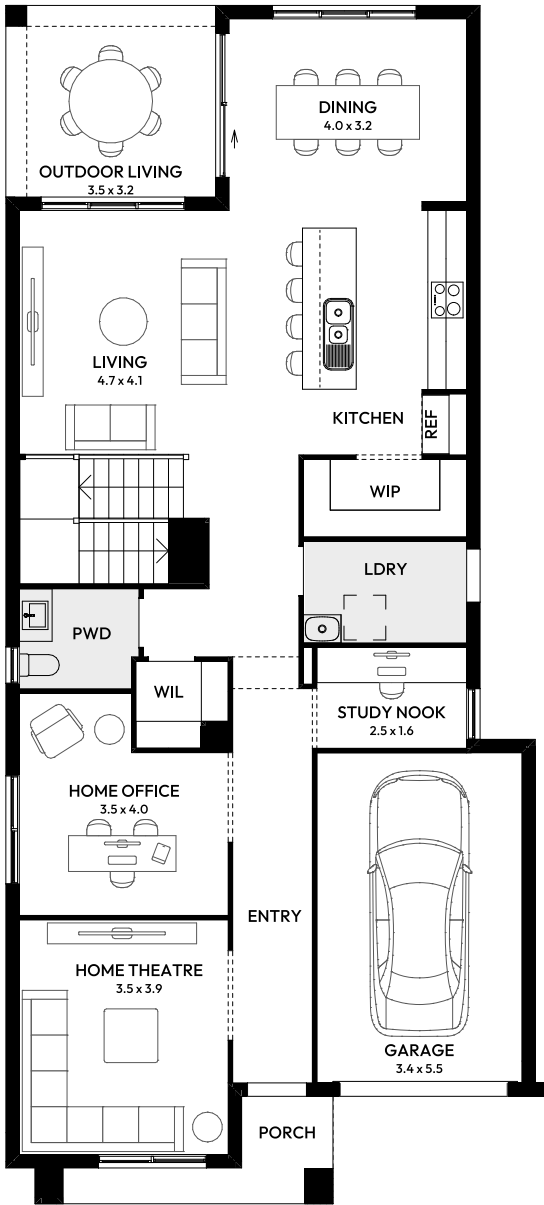 DINING
4.0 x 3.2
OUTDOOR LIVING
3.5 x 3.2
LIVING
4.7 x 4.1
KITCHEN
REF
WIP
LDRY
PWD
WIL
STUDY NOOK
2.5 x 1.6
HOME OFFICE
3.5 x 4.0
ENTRY
HOME THEATRE
3.5 x 3.9
GARAGE
3.4 x 5.5
PORCH